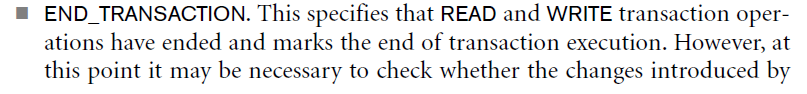 ■ END_TRANSACTION. This specifies that READ and WRITE transaction oper-
ations have ended and marks the end of transaction execution. However, at
this point it may be necessary to check whether the changes introduced by